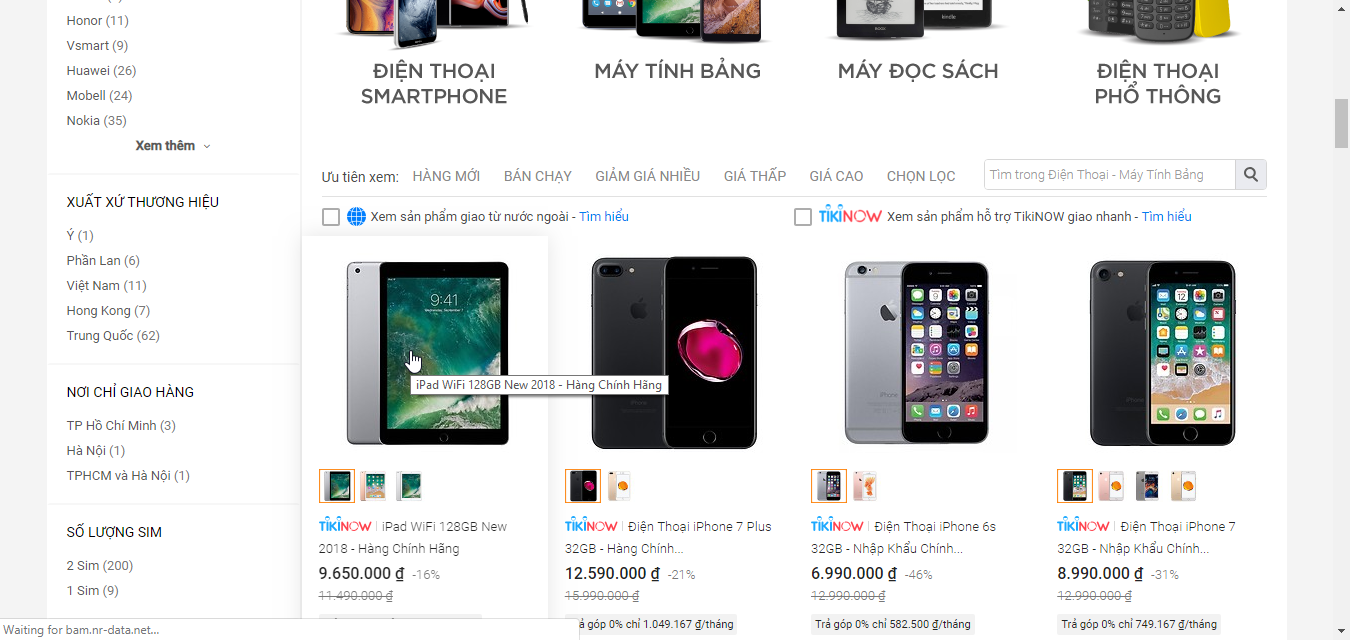 Honor (11)
Vsmart (9)
Huawei (26)
Mobell (24)
Nokia (35)
Xem thêm
XUẤT XỨ THƯƠNG HIỆU
Ý (1)
Phần Lan (6)
Việt Nam (11)
Hong Kong (7)
Trung Quốc (62)
NƠI CHỈ GIAO HÀNG
TP Hồ Chí Minh (3)
Hà Nội (1)
TPHCM và Hà Nội (1)
SỐ LƯỢNG SIM
2 Sim (200)
1 Sim (9)
ĐIỆN THOẠI
SMARTPHONE
MÁY TÍNH BẢNG
MÁY ĐỌC SÁCH
ĐIỆN THOẠI
PHỔ THÔNG
Ưu tiên xem: HÀNG MỚI BÁN CHẠY GIẢM GIÁ NHIỀU GIÁ THẤP GIÁ CAO CHỌN LỌC
Tìm trong Điện Thoại - Máy Tính Bảng
Xem sản phẩm giao từ nước ngoài - Tìm hiểu
TIKINOW Xem sản phẩm hỗ trợ TikiNOW giao nhanh - Tìm hiểu
9:41
iPad WiFi 128GB New 2018 - Hàng Chính Hãng
TIKINOW | iPad WiFi 128GB New
2018 - Hàng Chính Hãng
9.650.000 ₫ -16%
11.490.000 ₫
TIKINOW | Điện Thoại iPhone 7 Plus
32GB - Hàng Chính...
12.590.000 ₫ -21%
15.990.000 ₫
Trả góp 0% chỉ 1.049.167 ₫/tháng
TIKINOW | Điện Thoại iPhone 6s
32GB - Nhập Khẩu Chính...
6.990.000 ₫ -46%
12.990.000 ₫
Trả góp 0% chỉ 582.500 ₫/tháng
TIKINOW | Điện Thoại iPhone 7
32GB - Nhập Khẩu Chính...
8.990.000 ₫ -31%
12.990.000 ₫
Trả góp 0% chỉ 749.167 ₫/tháng
Waiting for bam.nr-data.net...